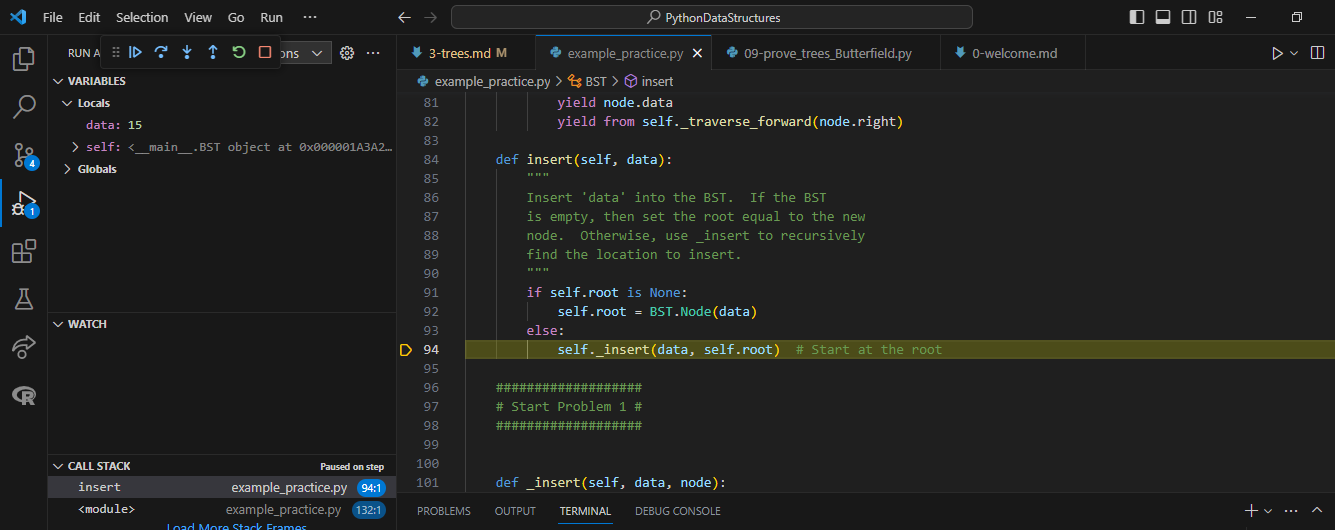 File Edit Selection View Go Run ··· PythonDataStructures
RUN A ons ···
3-trees.md M example_practice.py 09-prove_trees_Butterfield.py 0-welcome.md
example_practice.py > BST > insert
VARIABLES
Locals
data: 15
self: <__main__.BST object at 0x000001A3A2…
Globals
WATCH
CALL STACK Paused on step
insert example_practice.py 94:1
<module> example_practice.py 132:1
Load More Stack Frames
4
1
81 yield node.data
82 yield from self._traverse_forward(node.right)
83
84 def insert(self, data):
85 """
86 Insert 'data' into the BST.  If the BST
87 is empty, then set the root equal to the new
88 node.  Otherwise, use _insert to recursively
89 find the location to insert.
90 """
91 if self.root is None:
92 self.root = BST.Node(data)
93 else:
94 self._insert(data, self.root)  # Start at the root
95
96 ###################
97 # Start Problem 1 #
98 ###################
99
100
101 def _insert(self, data, node):
PROBLEMS OUTPUT TERMINAL DEBUG CONSOLE ···